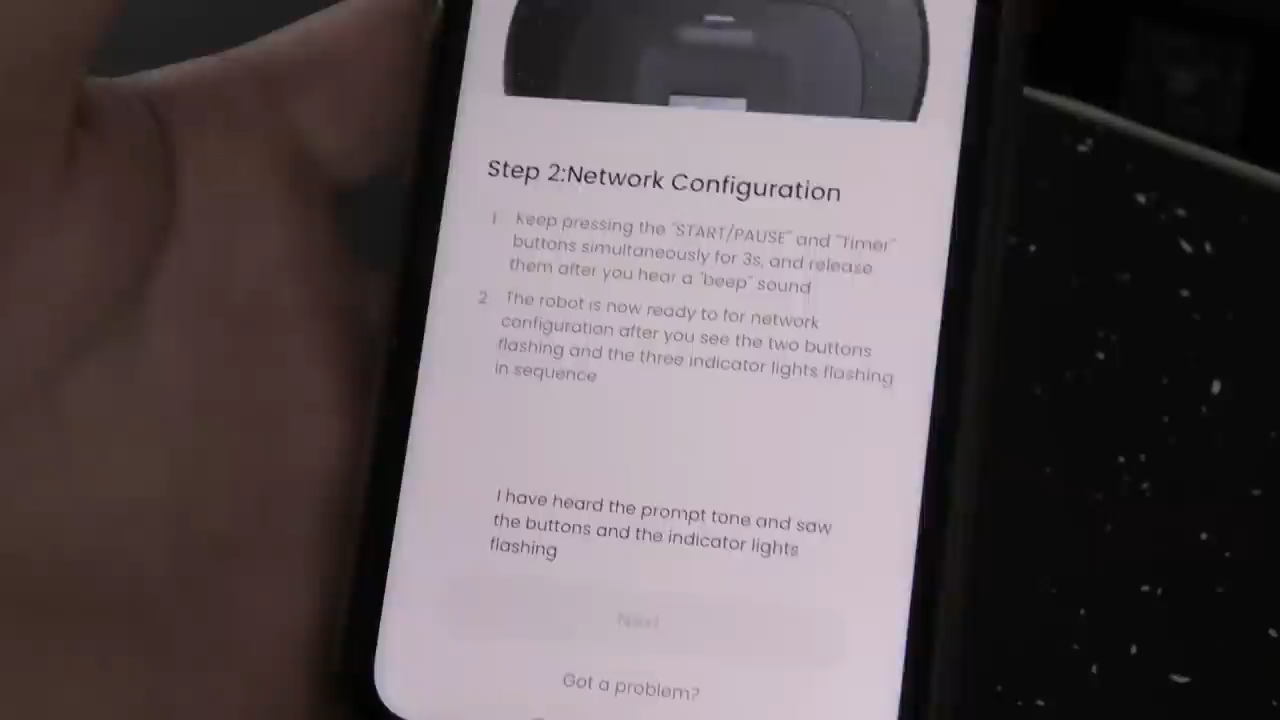 Step 2:Network Configuration
1 Keep pressing the "START/PAUSE" and "Timer"
buttons simultaneously for 3s, and release
them after you hear a "beep" sound
2 The robot is now ready to for network
configuration after you see the two buttons
flashing and the three indicator lights flashing
in sequence
I have heard the prompt tone and saw
the buttons and the indicator lights
flashing
Next
Got a problem?